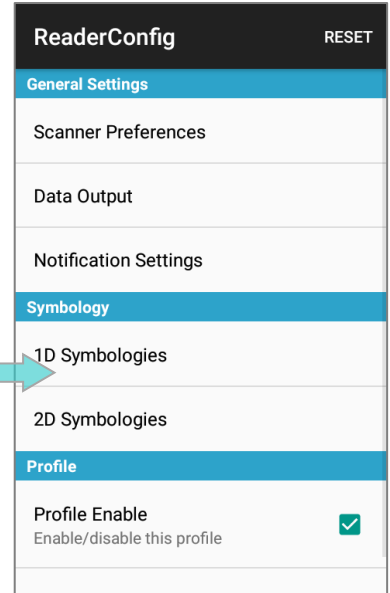 ReaderConfig RESET
General Settings
Scanner Preferences
Data Output
Notification Settings
Symbology
1D Symbologies
2D Symbologies
Profile
Profile Enable
Enable/disable this profile